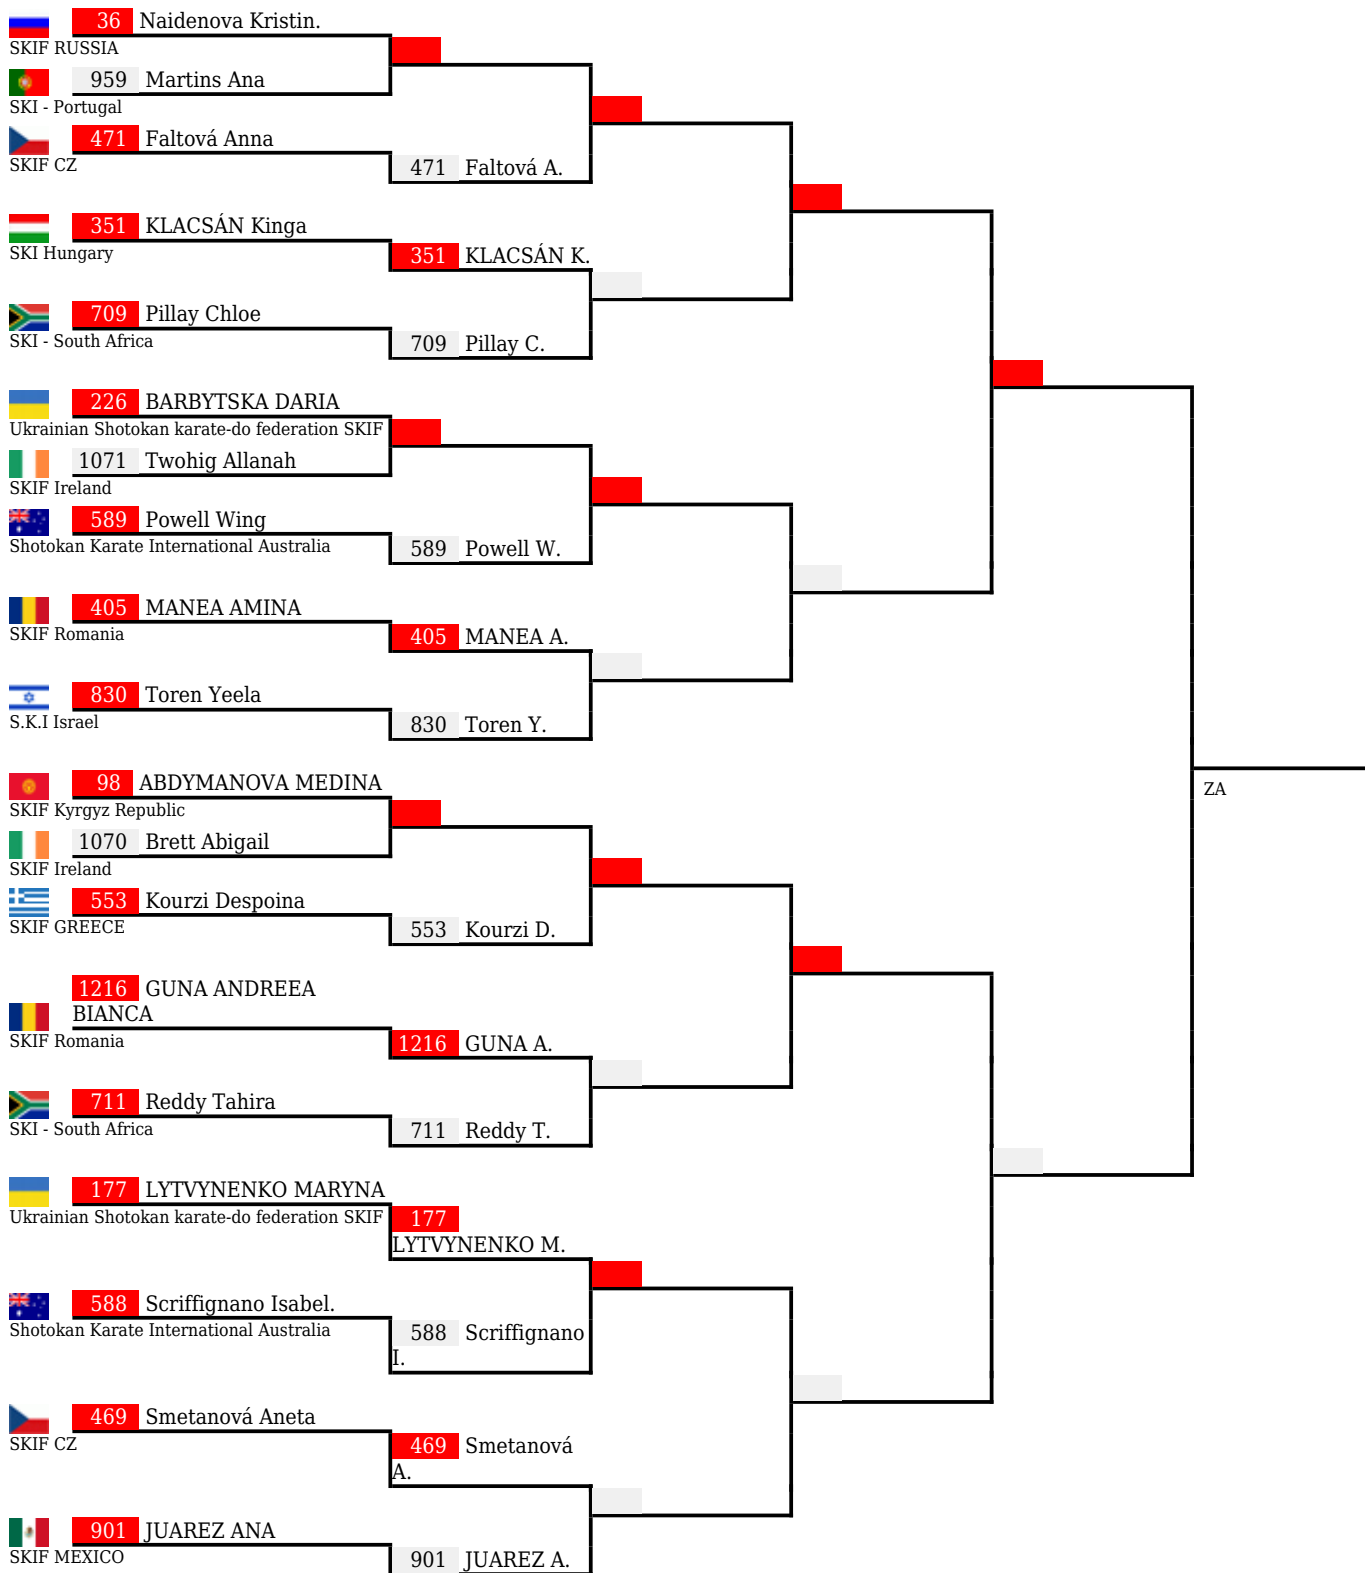 36 Naidenova Kristin.
SKIF RUSSIA
959 Martins Ana
SKI - Portugal
471 Faltová Anna
SKIF CZ
471 Faltová A.
351 KLACSÁN Kinga
SKI Hungary
351 KLACSÁN K.
709 Pillay Chloe
SKI - South Africa
709 Pillay C.
226 BARBYTSKA DARIA
Ukrainian Shotokan karate-do federation SKIF
1071 Twohig Allanah
SKIF Ireland
589 Powell Wing
Shotokan Karate International Australia
589 Powell W.
405 MANEA AMINA
SKIF Romania
405 MANEA A.
830 Toren Yeela
S.K.I Israel
830 Toren Y.
98 ABDYMANOVA MEDINA
SKIF Kyrgyz Republic
ZA
1070 Brett Abigail
SKIF Ireland
553 Kourzi Despoina
SKIF GREECE
553 Kourzi D.
1216 GUNA ANDREEA
BIANCA
SKIF Romania
1216 GUNA A.
711 Reddy Tahira
SKI - South Africa
711 Reddy T.
177 LYTVYNENKO MARYNA
Ukrainian Shotokan karate-do federation SKIF
177
LYTVYNENKO M.
588 Scriffignano Isabel.
Shotokan Karate International Australia
588 Scriffignano
I.
469 Smetanová Aneta
SKIF CZ
469 Smetanová
A.
901 JUAREZ ANA
SKIF MEXICO
901 JUAREZ A.